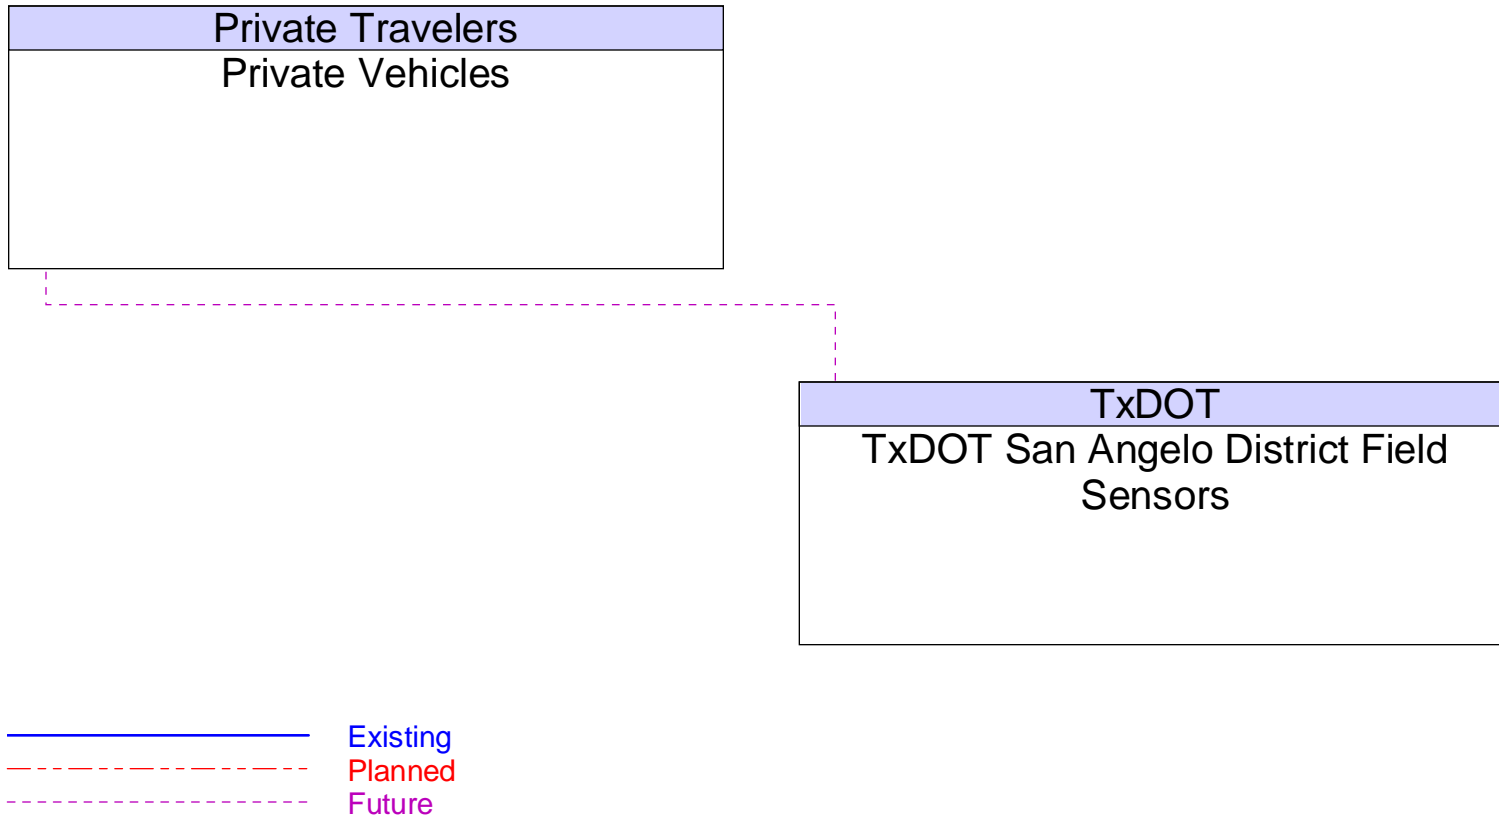 Private Travelers
Private Vehicles
TxDOT
TxDOT San Angelo District Field
Sensors
Existing
Planned
Future